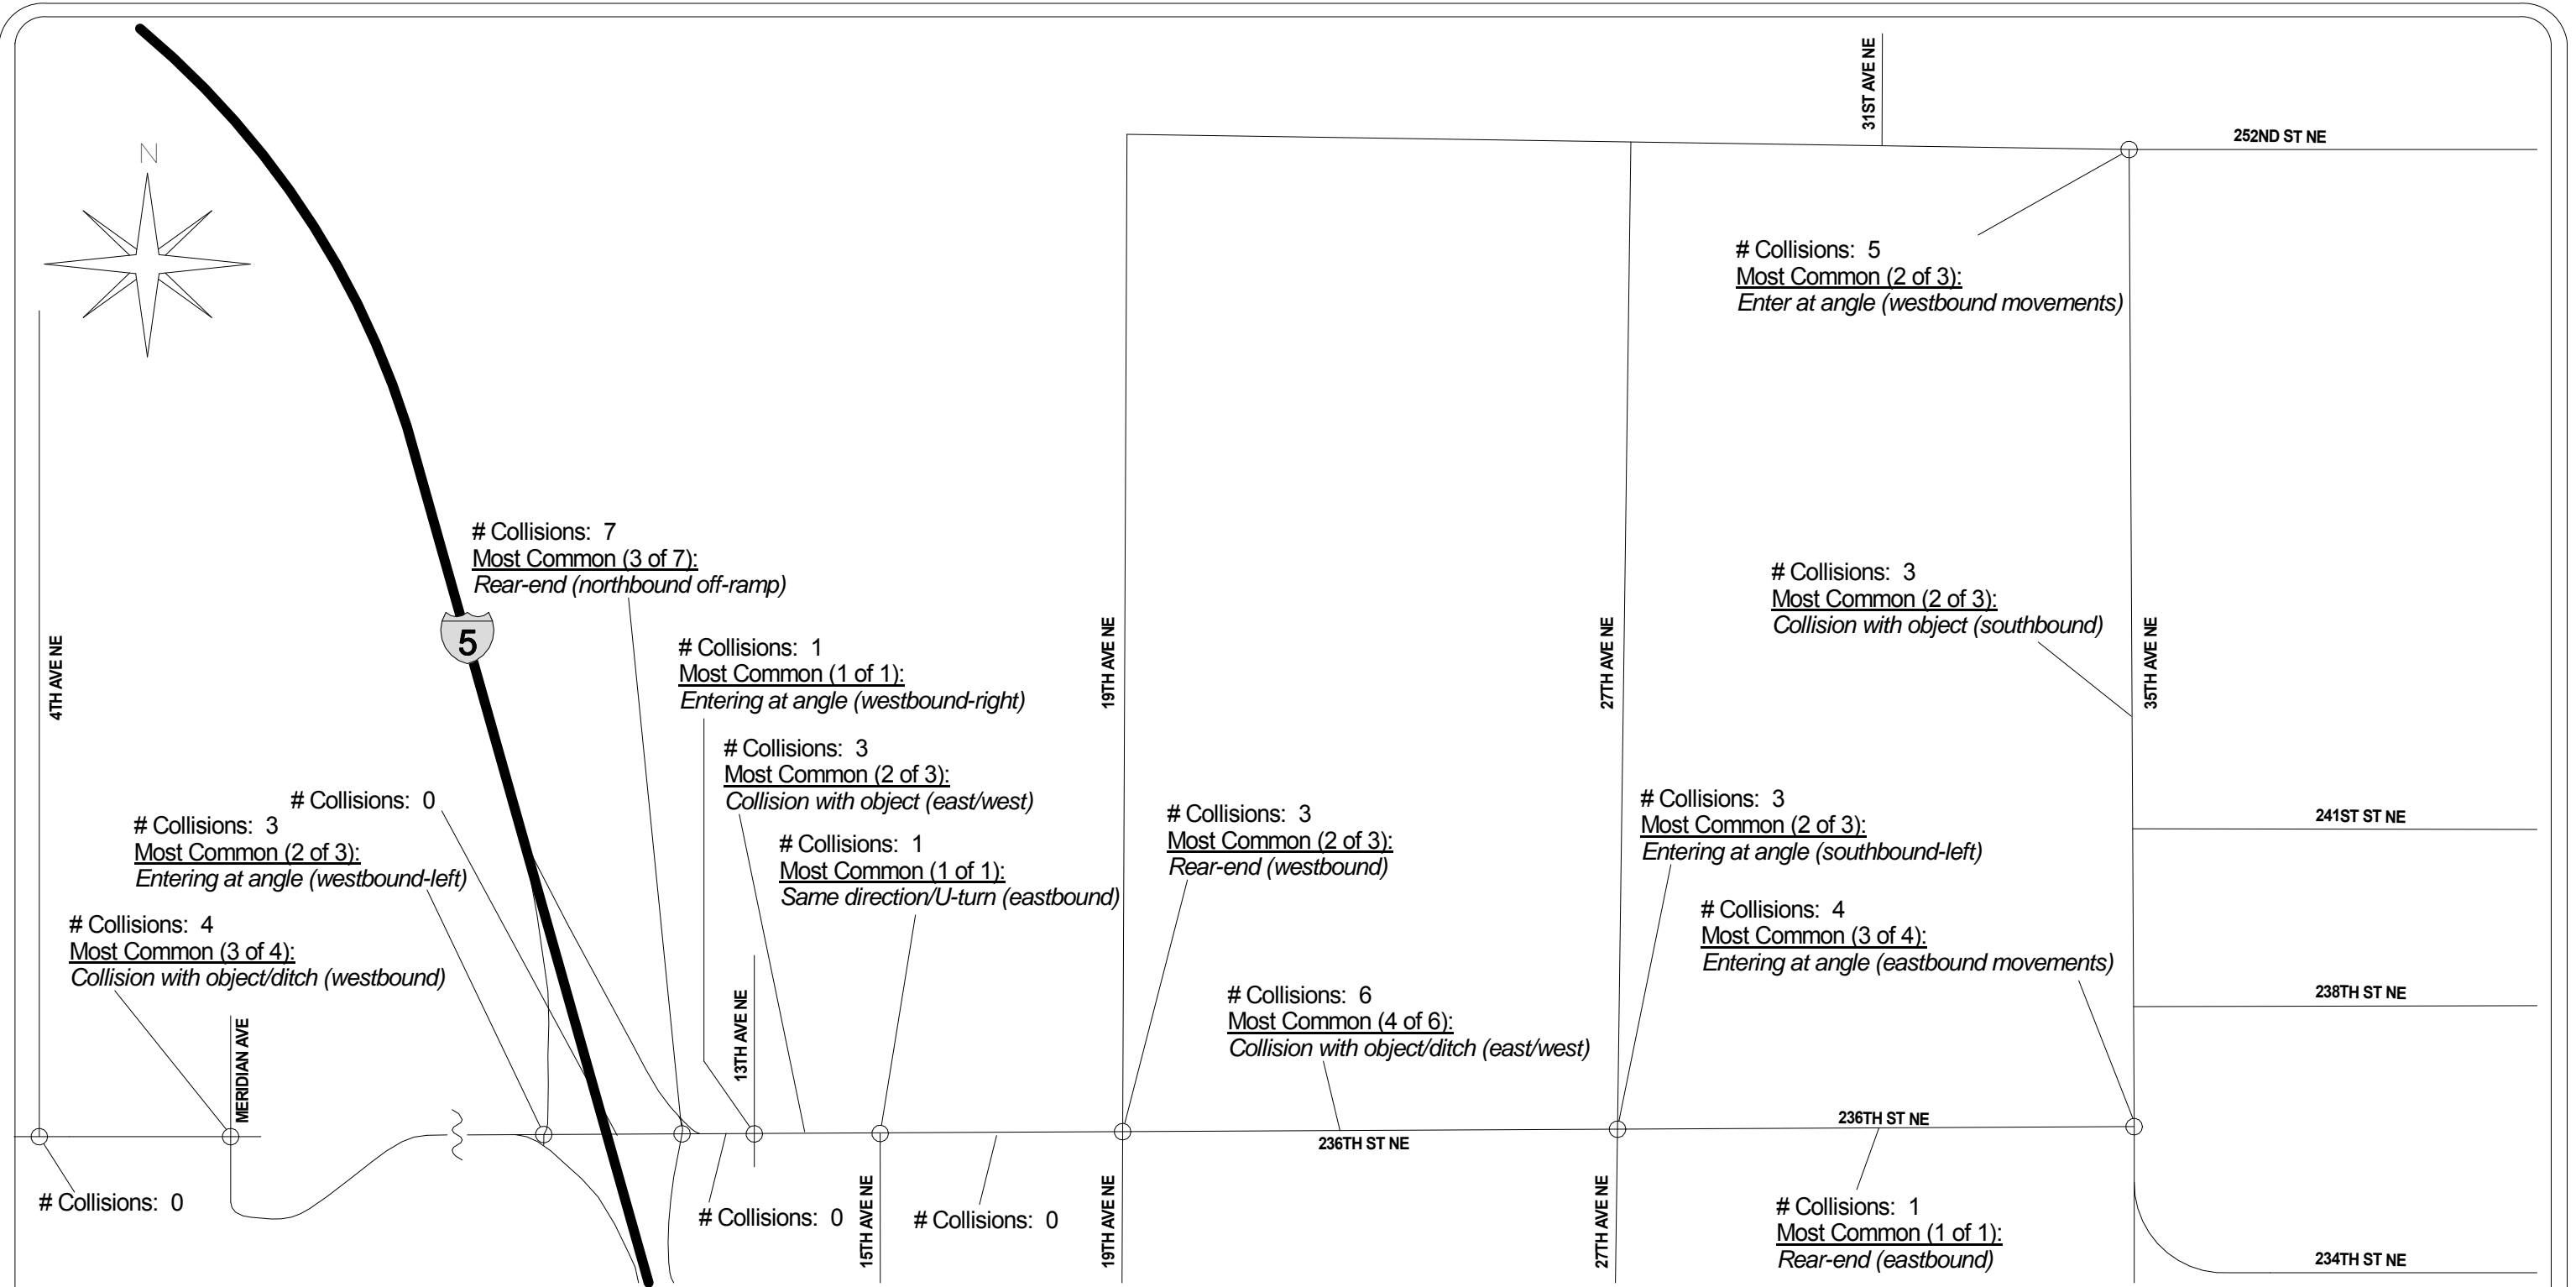 31ST AVE NE
252ND ST NE
N
# Collisions: 5
Most Common (2 of 3):
Enter at angle (westbound movements)
# Collisions: 7
Most Common (3 of 7):
Rear-end (northbound off-ramp)
5
4TH AVE NE
# Collisions: 1
Most Common (1 of 1):
Entering at angle (westbound-right)
19TH AVE NE
27TH AVE NE
# Collisions: 3
Most Common (2 of 3):
Collision with object (southbound)
35TH AVE NE
# Collisions: 3
Most Common (2 of 3):
Collision with object (east/west)
# Collisions: 0
# Collisions: 3
Most Common (2 of 3):
Entering at angle (westbound-left)
# Collisions: 1
Most Common (1 of 1):
Same direction/U-turn (eastbound)
# Collisions: 3
Most Common (2 of 3):
Rear-end (westbound)
# Collisions: 3
Most Common (2 of 3):
Entering at angle (southbound-left)
241ST ST NE
# Collisions: 4
Most Common (3 of 4):
Collision with object/ditch (westbound)
# Collisions: 4
Most Common (3 of 4):
Entering at angle (eastbound movements)
# Collisions: 6
Most Common (4 of 6):
Collision with object/ditch (east/west)
238TH ST NE
MERIDIAN AVE
13TH AVE NE
236TH ST NE
236TH ST NE
# Collisions: 0
# Collisions: 0
15TH AVE NE
# Collisions: 0
19TH AVE NE
27TH AVE NE
# Collisions: 1
Most Common (1 of 1):
Rear-end (eastbound)
234TH ST NE